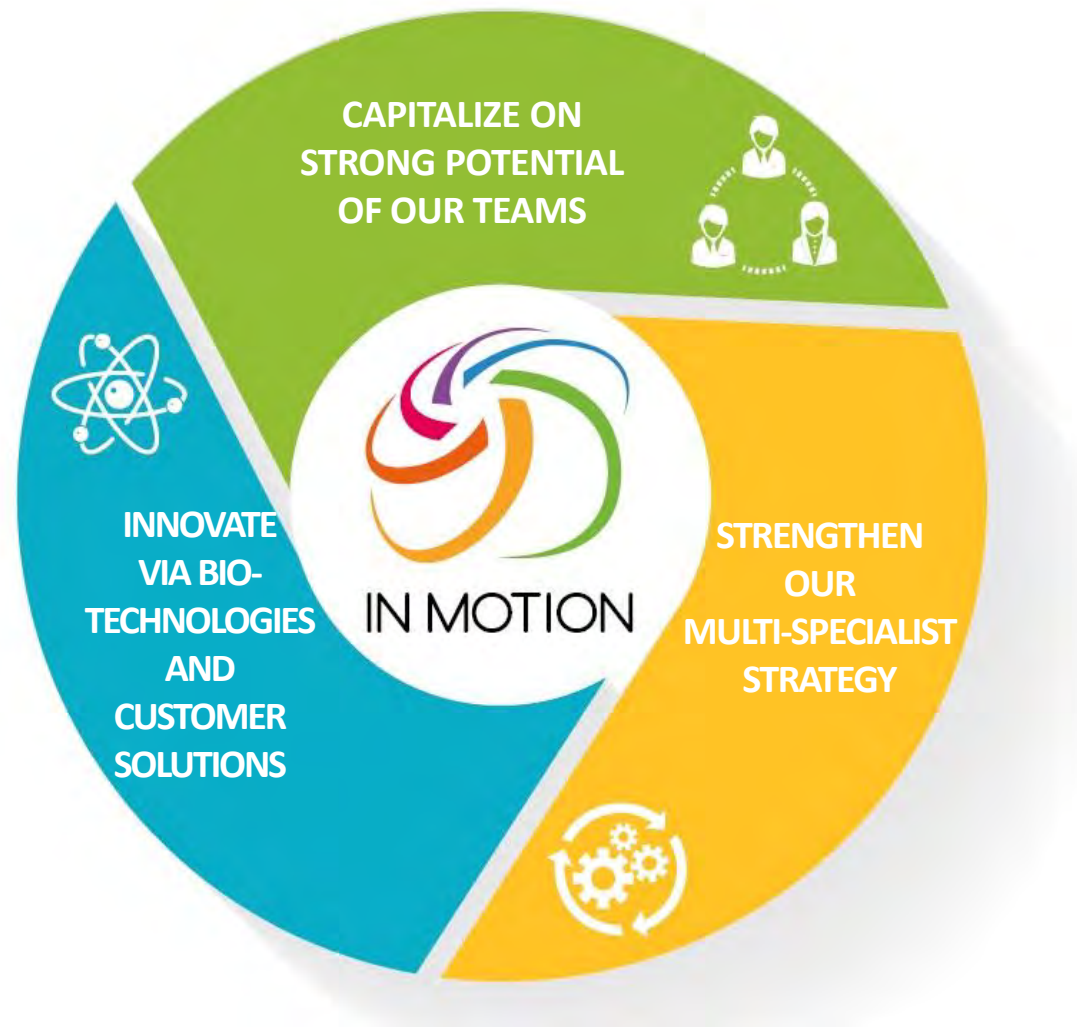 CAPITALIZE ON
STRONG POTENTIAL
OF OUR TEAMS
INNOVATE
VIA BIO-
TECHNOLOGIES
AND
CUSTOMER
SOLUTIONS
IN MOTION
STRENGTHEN
OUR
MULTI-SPECIALIST
STRATEGY